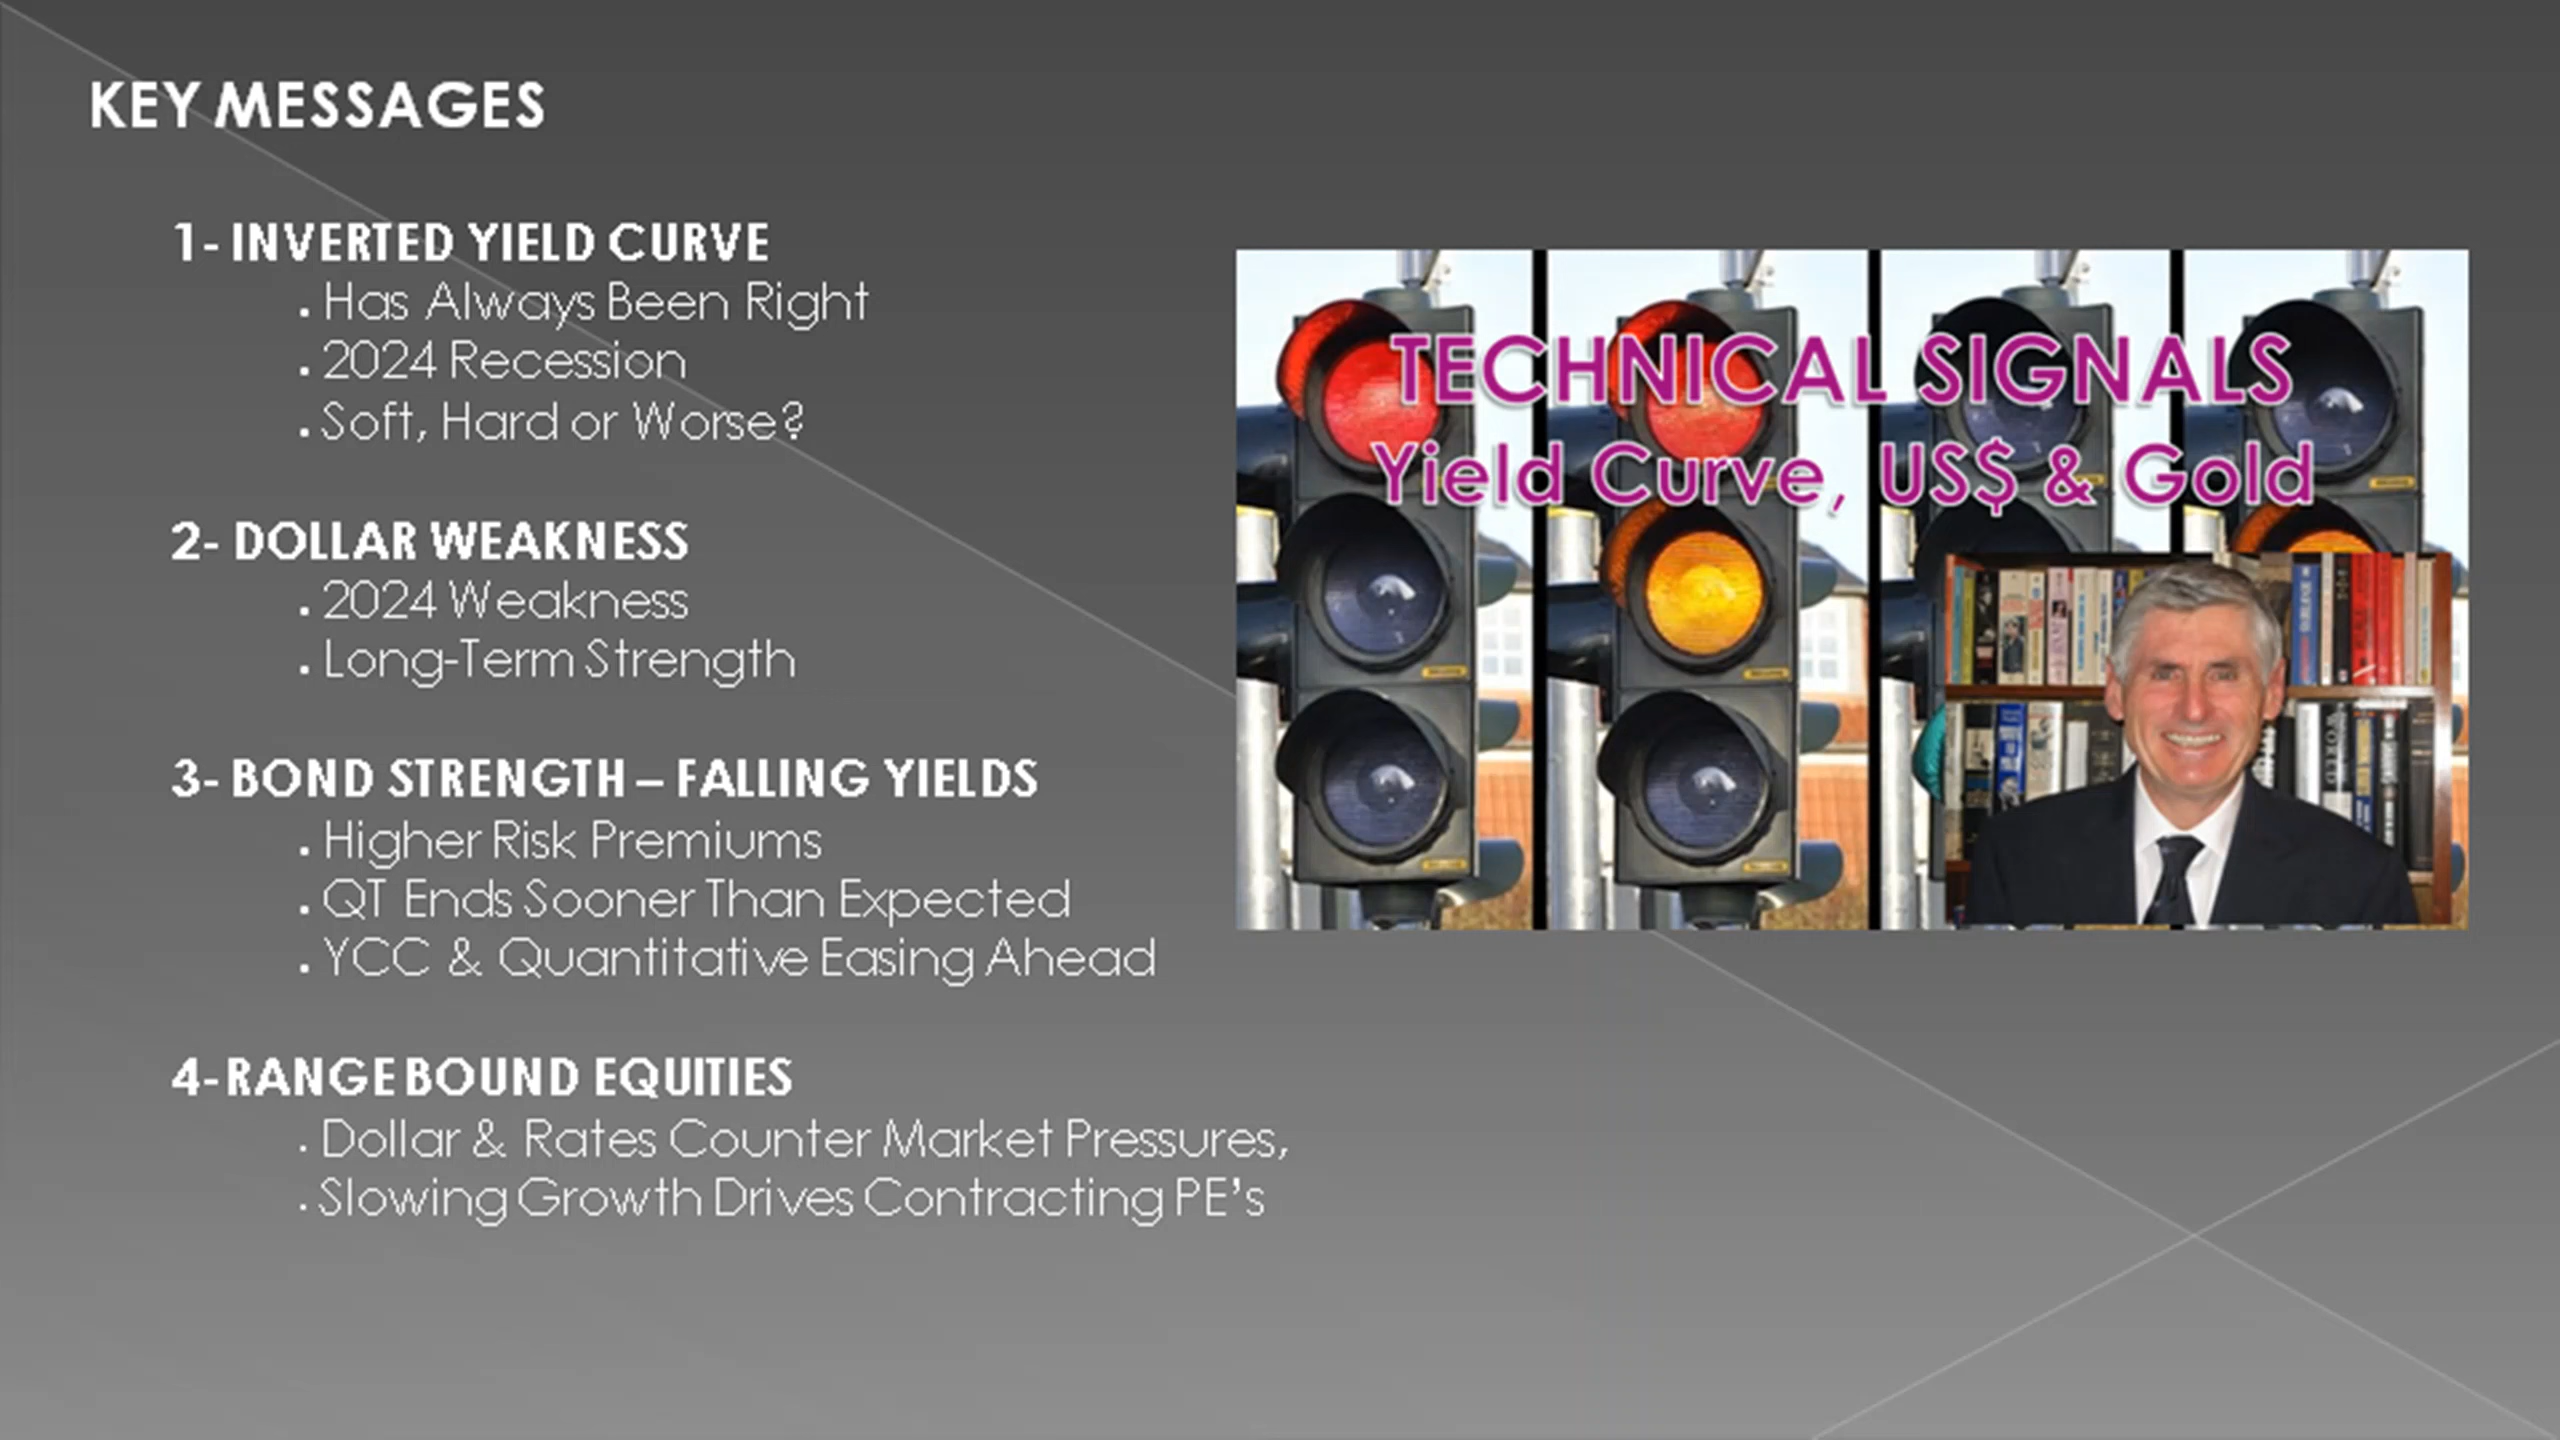 KEY MESSAGES
1- INVERTED YIELD CURVE
. Has Always Been Right
. 2024 Recession
. Soft, Hard or Worse?
2- DOLLAR WEAKNESS
. 2024 Weakness
. Long-Term Strength
3- BOND STRENGTH – FALLING YIELDS
. Higher Risk Premiums
. QT Ends Sooner Than Expected
. YCC & Quantitative Easing Ahead
4- RANGE BOUND EQUITIES
. Dollar & Rates Counter Market Pressures,
. Slowing Growth Drives Contracting PE's
TECHNICAL SIGNALS
Yield Curve, US$ & Gold